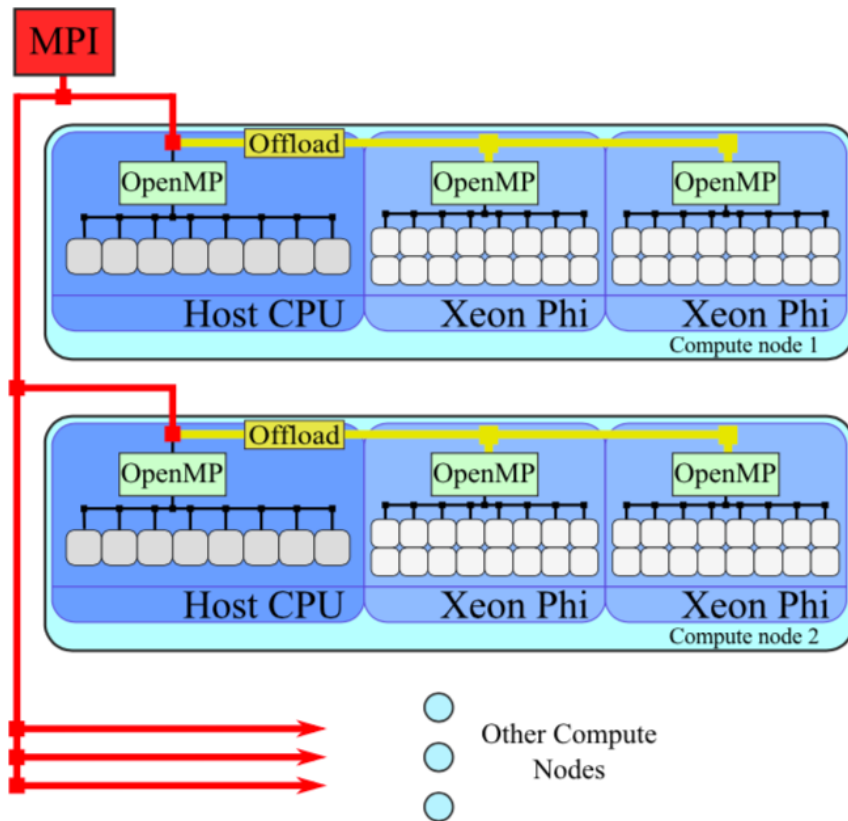 MPI
Offload
OpenMP
OpenMP
OpenMP
Host CPU
Xeon Phi
Xeon Phi
Compute node 1
Offload
OpenMP
OpenMP
OpenMP
Host CPU
Xeon Phi
Xeon Phi
Compute node 2
Other Compute
Nodes